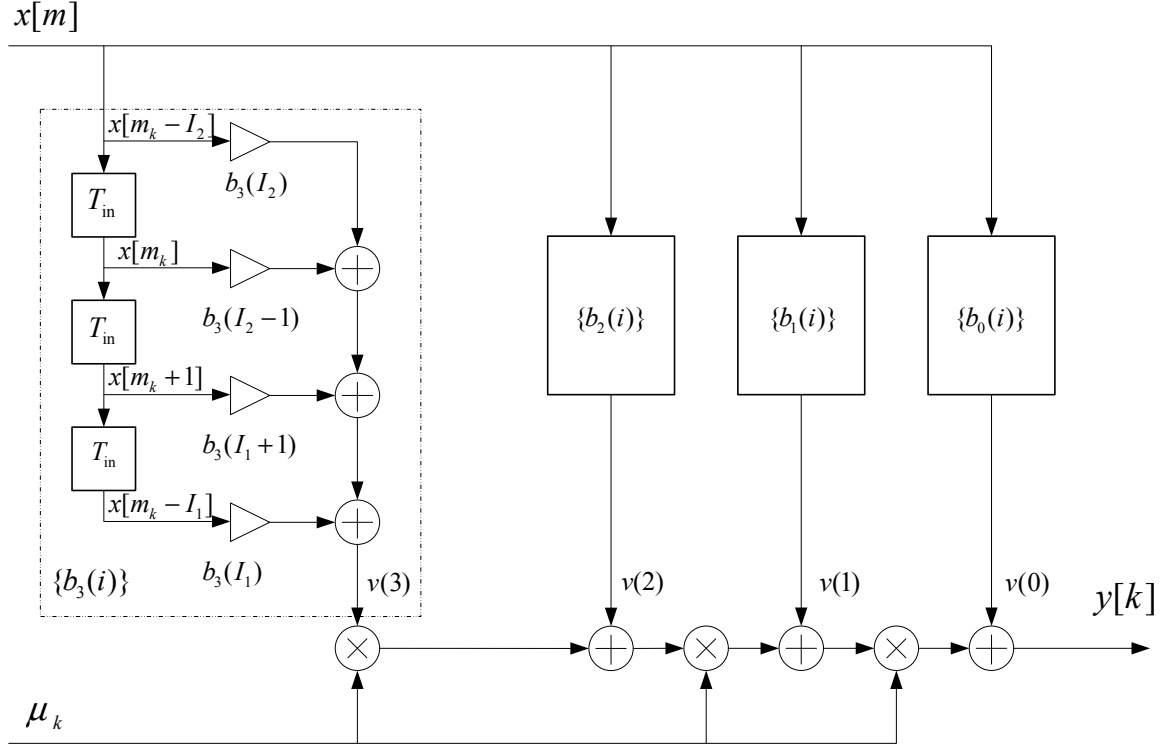 x[m]
x[m_k − I_2]
b_3(I_2)
T_in
x[m_k]
b_3(I_2 − 1)
T_in
x[m_k + 1]
b_3(I_1 + 1)
T_in
x[m_k − I_1]
b_3(I_1)
{b_3(i)}
v(3)
{b_2(i)}
{b_1(i)}
{b_0(i)}
v(2)
v(1)
v(0)
y[k]
μ_k